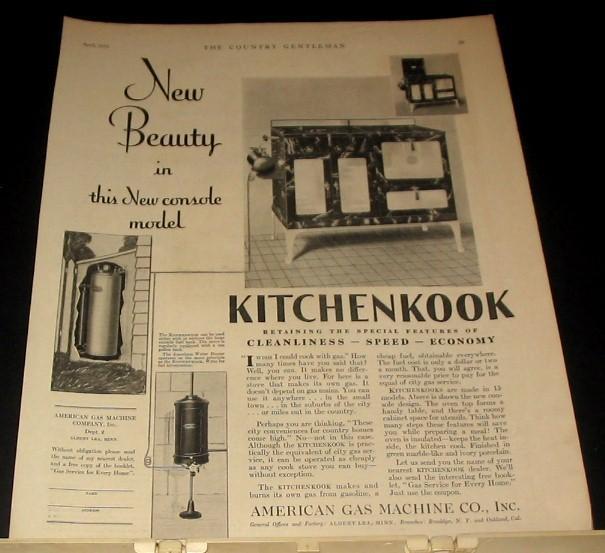 THE COUNTRY GENTLEMAN
New
Beauty
in
this New console
model
KITCHENKOOK
RETAINING THE SPECIAL FEATURES OF
CLEANLINESS — SPEED — ECONOMY
"I WISH I could cook with gas." How
many times have you said that?
Well, you can. It makes no differ-
ence where you live. For here is a
store that makes its own gas. It
doesn't depend on gas mains. You
can use it anywhere . . in the small
town . . . in the suburbs of the city
. . . or miles out in the country.
Perhaps you are thinking, "These
city conveniences for country homes
come high." No—not in this case.
Although the KITCHENKOOK is prac-
tically the equivalent of city gas ser-
vice, it can be operated as cheaply
as any cook stove you can buy—
without exception.
The KITCHENKOOK makes and
burns its own gas from gasoline, a
cheap fuel, obtainable everywhere.
The fuel cost is only a dollar or two
a month. That, you will agree, is a
very reasonable price to pay for the
equal of city gas service.
KITCHENKOOKS are made in 15
models. Above is shown the new con-
sole design. The oven top forms a
handy table, and there's a roomy
cabinet space for utensils. Think how
many steps these features will save
you while preparing a meal! The
oven is insulated—keeps the heat in-
side, the kitchen cool. Finished in
green marble-like and ivory porcelain.
Let us send you the name of your
nearest KITCHENKOOK dealer. We'll
also send the interesting free book-
let, "Gas Service for Every Home."
Just use the coupon.
AMERICAN GAS MACHINE CO., INC.
General Offices and Factory: ALBERT LEA, MINN. Branches: Brooklyn, N. Y. and Oakland, Cal.
AMERICAN GAS MACHINE
COMPANY, Inc.
Dept.
ALBERT LEA, MINN.
Without obligation please send
the name of my nearest dealer,
and a free copy of the booklet,
"Gas Service for Every Home".
NAME
ADDRESS